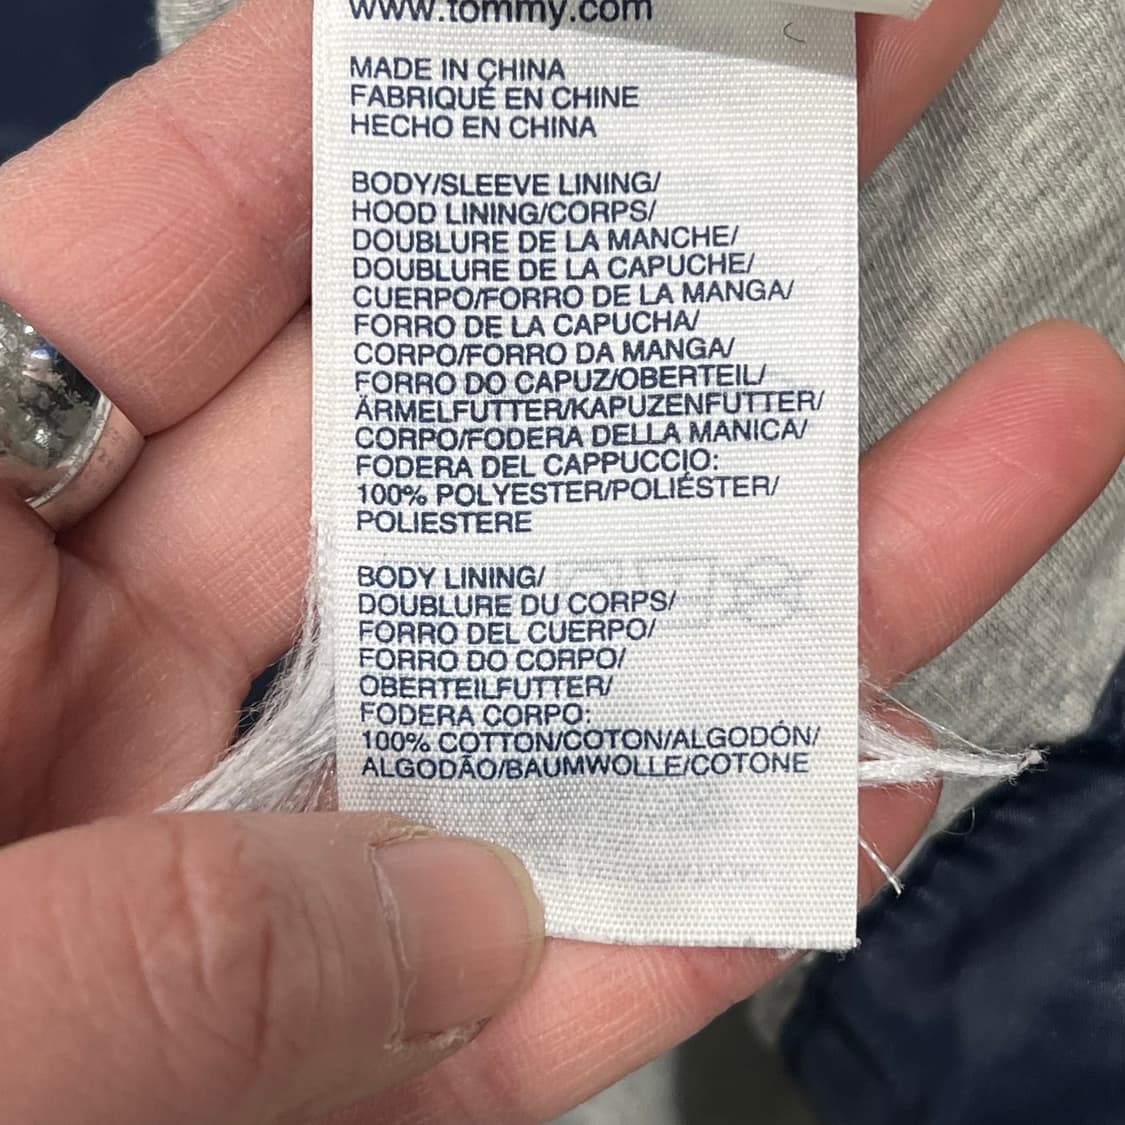 www.tommy.com
MADE IN CHINA
FABRIQUÉ EN CHINE
HECHO EN CHINA
BODY/SLEEVE LINING/
HOOD LINING/CORPS/
DOUBLURE DE LA MANCHE/
DOUBLURE DE LA CAPUCHE/
CUERPO/FORRO DE LA MANGA/
FORRO DE LA CAPUCHA/
CORPO/FORRO DA MANGA/
FORRO DO CAPUZ/OBERTEIL/
ÄRMELFUTTER/KAPUZENFUTTER/
CORPO/FODERA DELLA MANICA/
FODERA DEL CAPPUCCIO:
100% POLYESTER/POLIÉSTER/
POLIESTERE
BODY LINING/
DOUBLURE DU CORPS/
FORRO DEL CUERPO/
FORRO DO CORPO/
OBERTEILFUTTER/
FODERA CORPO:
100% COTTON/COTON/ALGODÓN/
ALGODÃO/BAUMWOLLE/COTONE